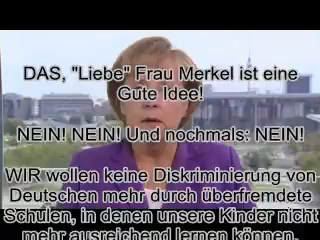 DAS, "Liebe" Frau Merkel ist eine
Gute Idee!
NEIN! NEIN! Und nochmals: NEIN!
WIR wollen keine Diskriminierung von
Deutschen mehr durch überfremdete
Schulen, in denen unsere Kinder nicht
mehr ausreichend lernen können.